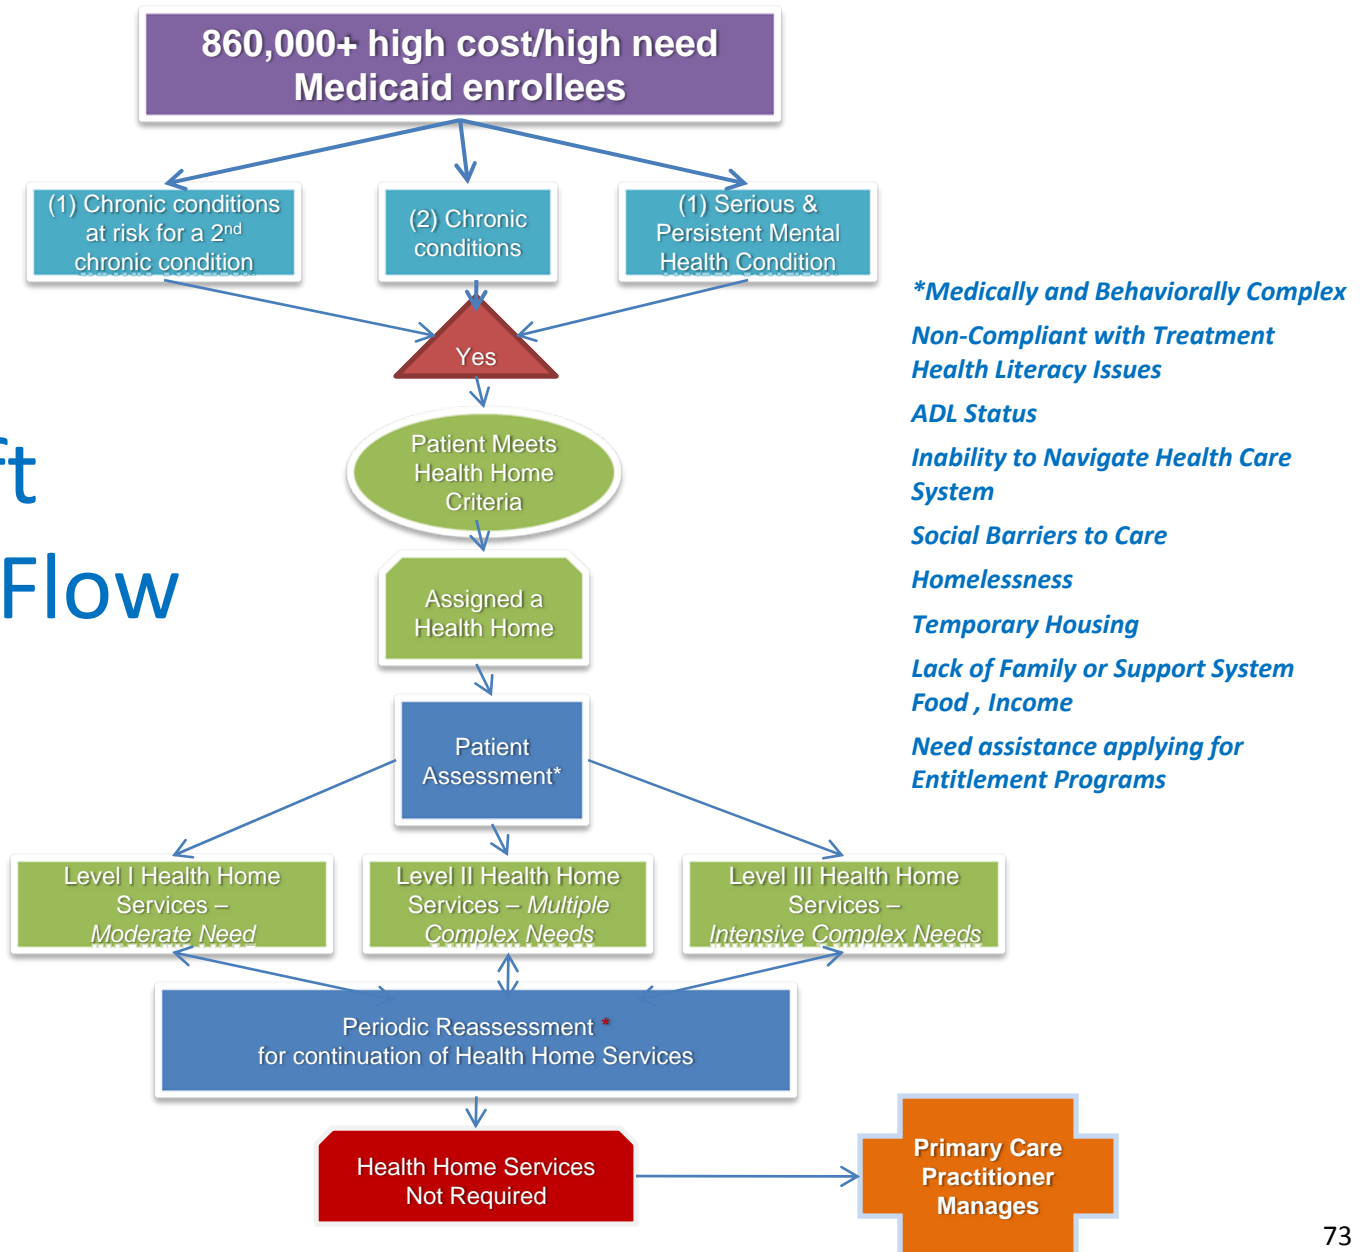 860,000+ high cost/high need
Medicaid enrollees
(1) Chronic conditions
at risk for a 2nd
chronic condition
(2) Chronic
conditions
(1) Serious &
Persistent Mental
Health Condition
Yes
Patient Meets
Health Home
Criteria
Assigned a
Health Home
Patient
Assessment*
Level I Health Home
Services –
Moderate Need
Level II Health Home
Services – Multiple
Complex Needs
Level III Health Home
Services –
Intensive Complex Needs
Periodic Reassessment *
for continuation of Health Home Services
Health Home Services
Not Required
Primary Care
Practitioner
Manages
*Medically and Behaviorally Complex
Non-Compliant with Treatment
Health Literacy Issues
ADL Status
Inability to Navigate Health Care
System
Social Barriers to Care
Homelessness
Temporary Housing
Lack of Family or Support System
Food , Income
Need assistance applying for
Entitlement Programs
ft
Flow
73